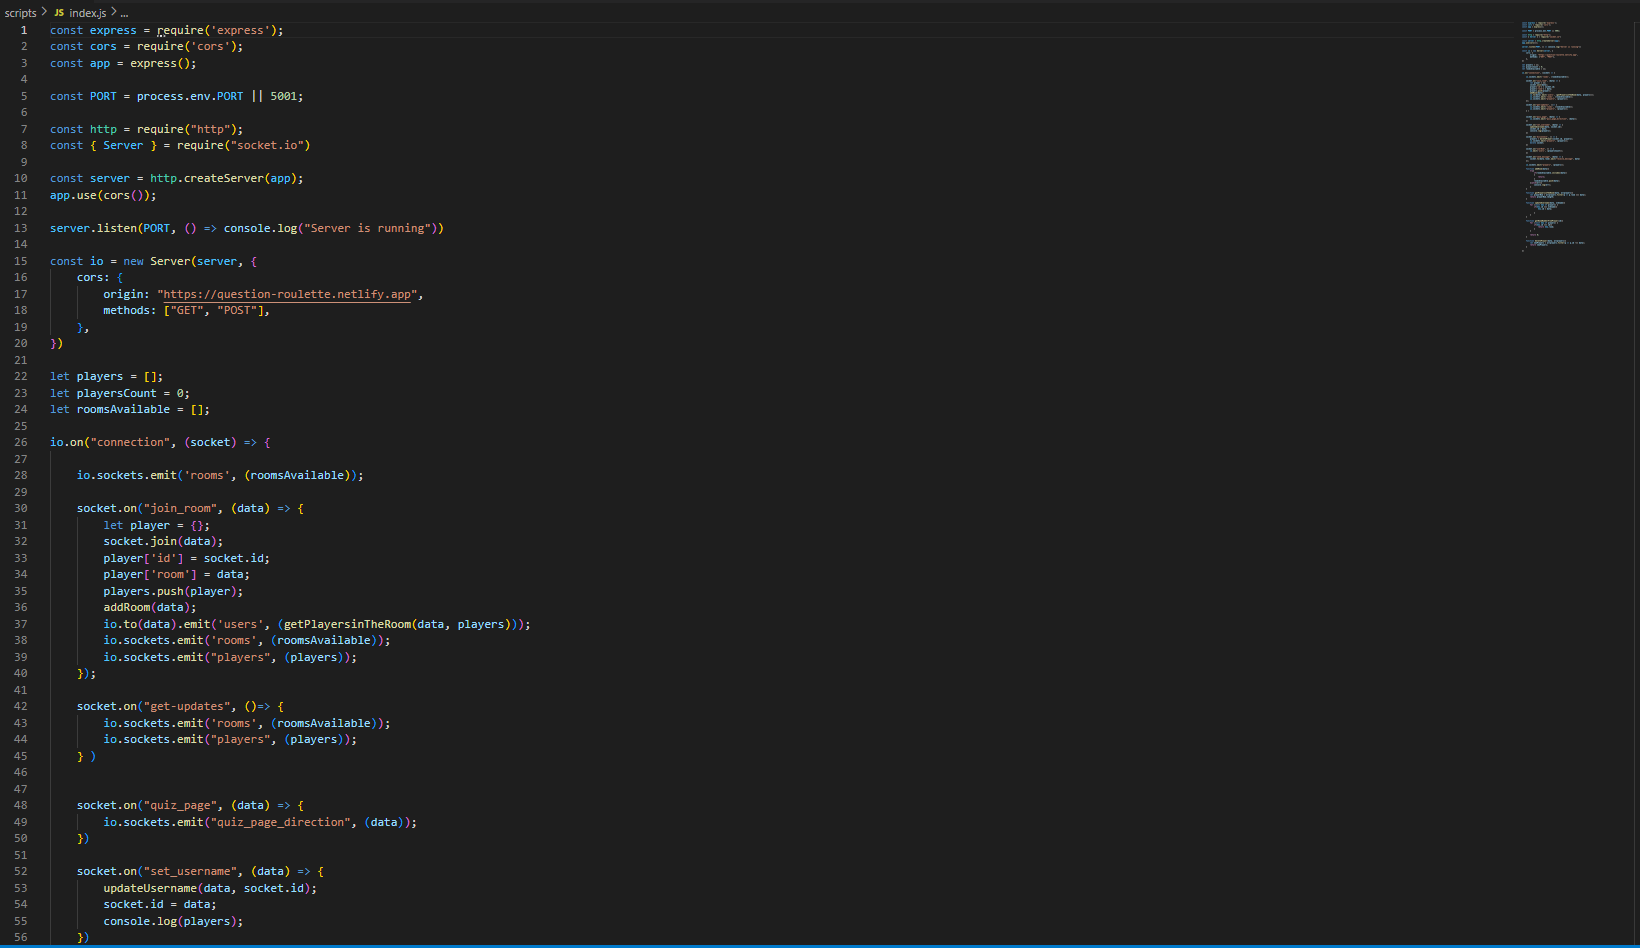 scripts > JS index.js > ...
1 const express = require('express');
2 const cors = require('cors');
3 const app = express();
4
5 const PORT = process.env.PORT || 5001;
6
7 const http = require("http");
8 const { Server } = require("socket.io")
9
10 const server = http.createServer(app);
11 app.use(cors());
12
13 server.listen(PORT, () => console.log("Server is running"))
14
15 const io = new Server(server, {
16     cors: {
17         origin: "https://question-roulette.netlify.app",
18         methods: ["GET", "POST"],
19     },
20 })
21
22 let players = [];
23 let playersCount = 0;
24 let roomsAvailable = [];
25
26 io.on("connection", (socket) => {
27
28     io.sockets.emit('rooms', (roomsAvailable));
29
30     socket.on("join_room", (data) => {
31         let player = {};
32         socket.join(data);
33         player['id'] = socket.id;
34         player['room'] = data;
35         players.push(player);
36         addRoom(data);
37         io.to(data).emit('users', (getPlayersinTheRoom(data, players)));
38         io.sockets.emit('rooms', (roomsAvailable));
39         io.sockets.emit("players", (players));
40     });
41
42     socket.on("get-updates", ()=> {
43         io.sockets.emit('rooms', (roomsAvailable));
44         io.sockets.emit("players", (players));
45     } )
46
47
48     socket.on("quiz_page", (data) => {
49         io.sockets.emit("quiz_page_direction", (data));
50     })
51
52     socket.on("set_username", (data) => {
53         updateUsername(data, socket.id);
54         socket.id = data;
55         console.log(players);
56     })